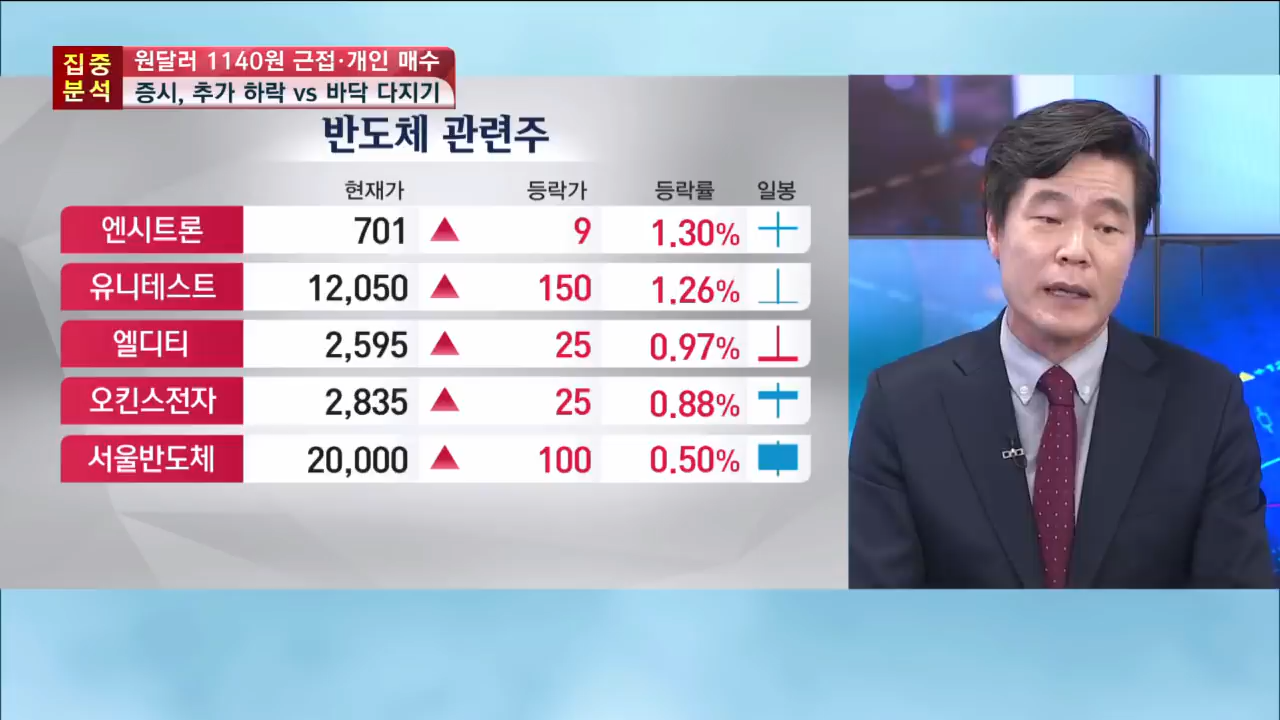 집중
분석
원달러 1140원 근접·개인 매수
증시, 추가 하락 vs 바닥 다지기
반도체 관련주
현재가 등락가 등락률 일봉
엔시트론 701 ▲ 9 1.30%
유니테스트 12,050 ▲ 150 1.26%
엘디티 2,595 ▲ 25 0.97%
오킨스전자 2,835 ▲ 25 0.88%
서울반도체 20,000 ▲ 100 0.50%